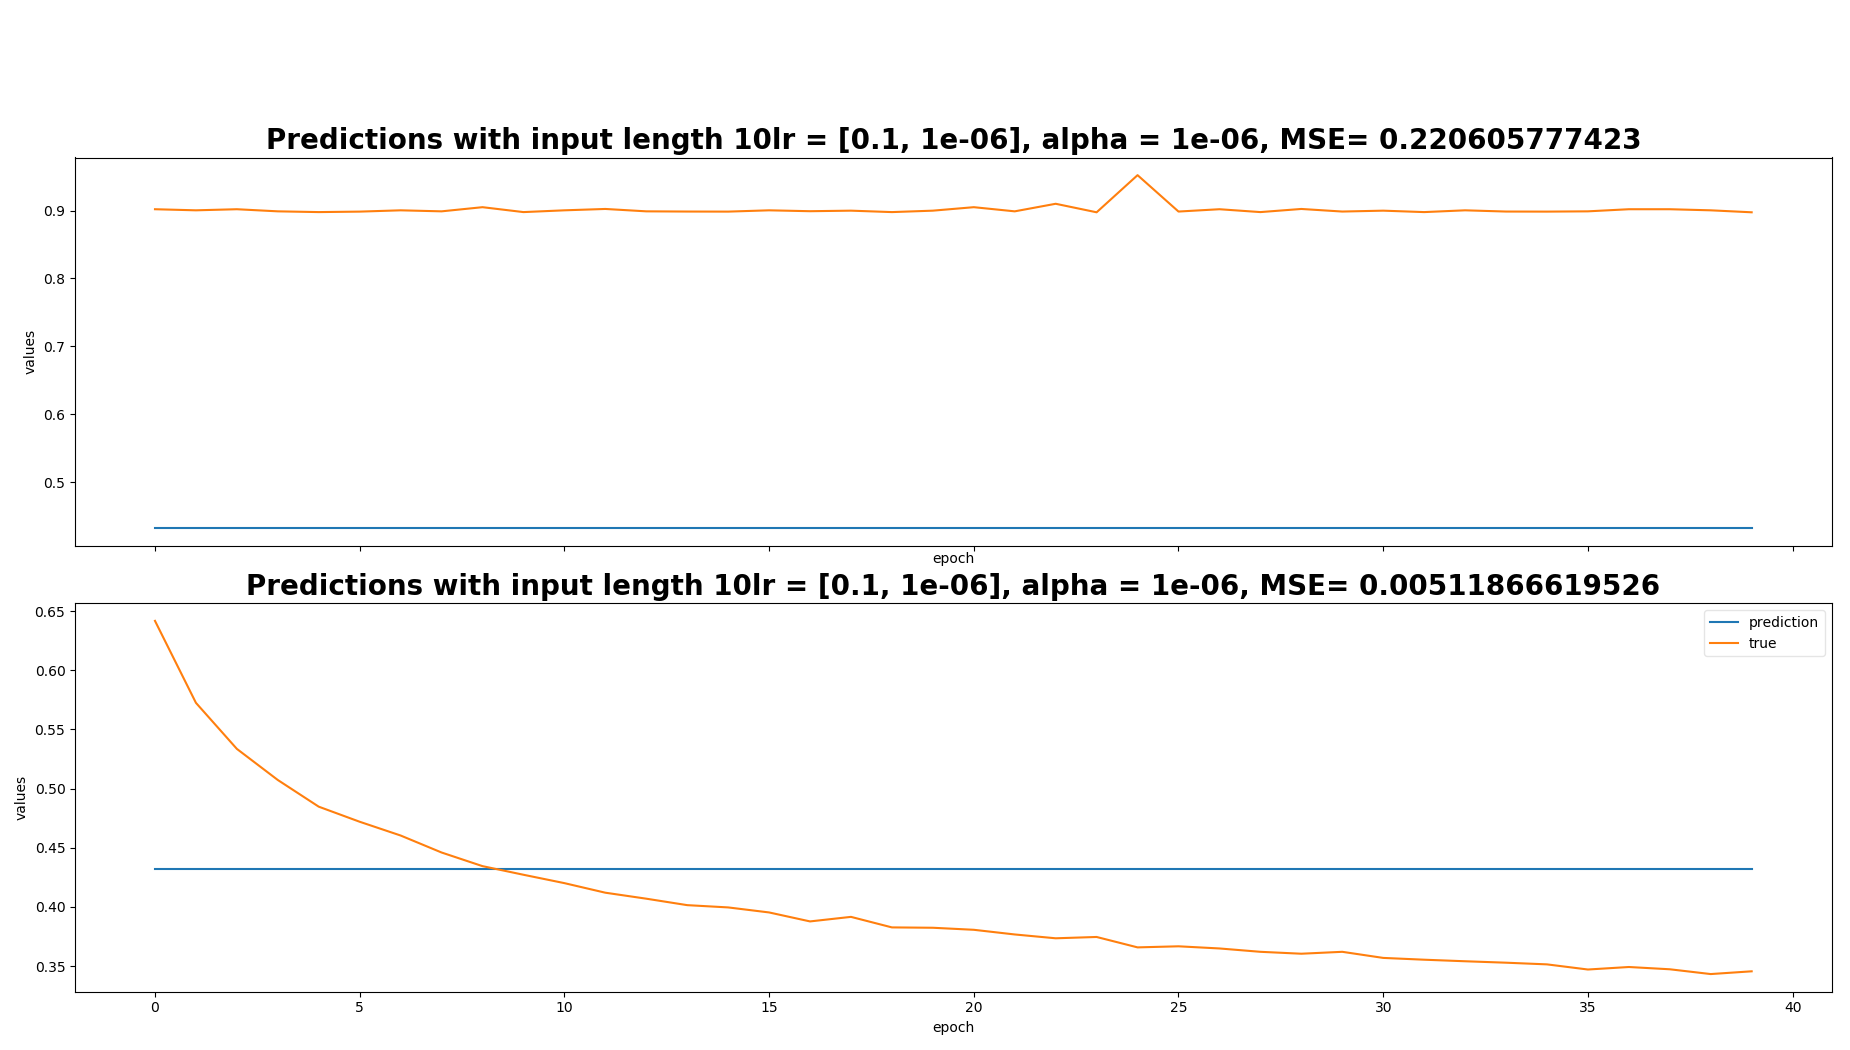 Predictions with input length 10lr = [0.1, 1e-06], alpha = 1e-06, MSE= 0.220605777423
0.9
0.8
0.7
0.6
0.5
values
epoch
Predictions with input length 10lr = [0.1, 1e-06], alpha = 1e-06, MSE= 0.00511866619526
0.65
0.60
0.55
0.50
0.45
0.40
0.35
values
prediction
true
0 5 10 15 20 25 30 35 40
epoch